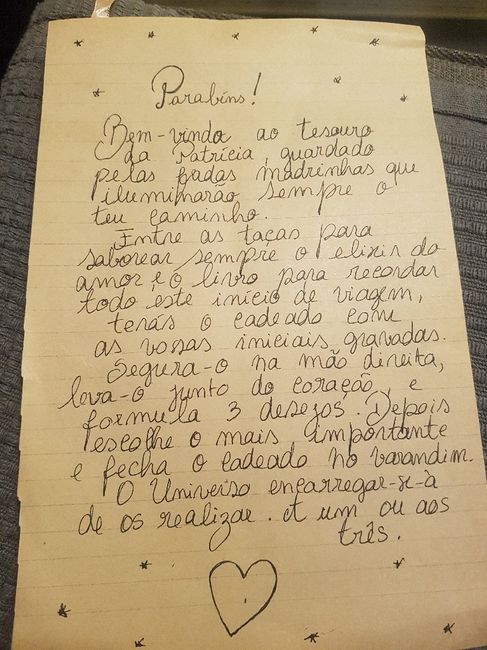 Parabéns!
Bem-vinda ao tesouro
da Patrícia, guardado
pelas fadas madrinhas que
iluminarão sempre o
teu caminho.
Entre as taças para
saborear sempre o elixir do
amor e o livro para recordar
todo este início de viagem,
terás o cadeado com
as vossas iniciais gravadas.
Segura-o na mão direita,
leva-o junto do coração, e
formula 3 desejos. Depois
escolhe o mais importante
e fecha o cadeado no varandim.
O Universo encarregar-se-à
de os realizar. A um ou aos
três.